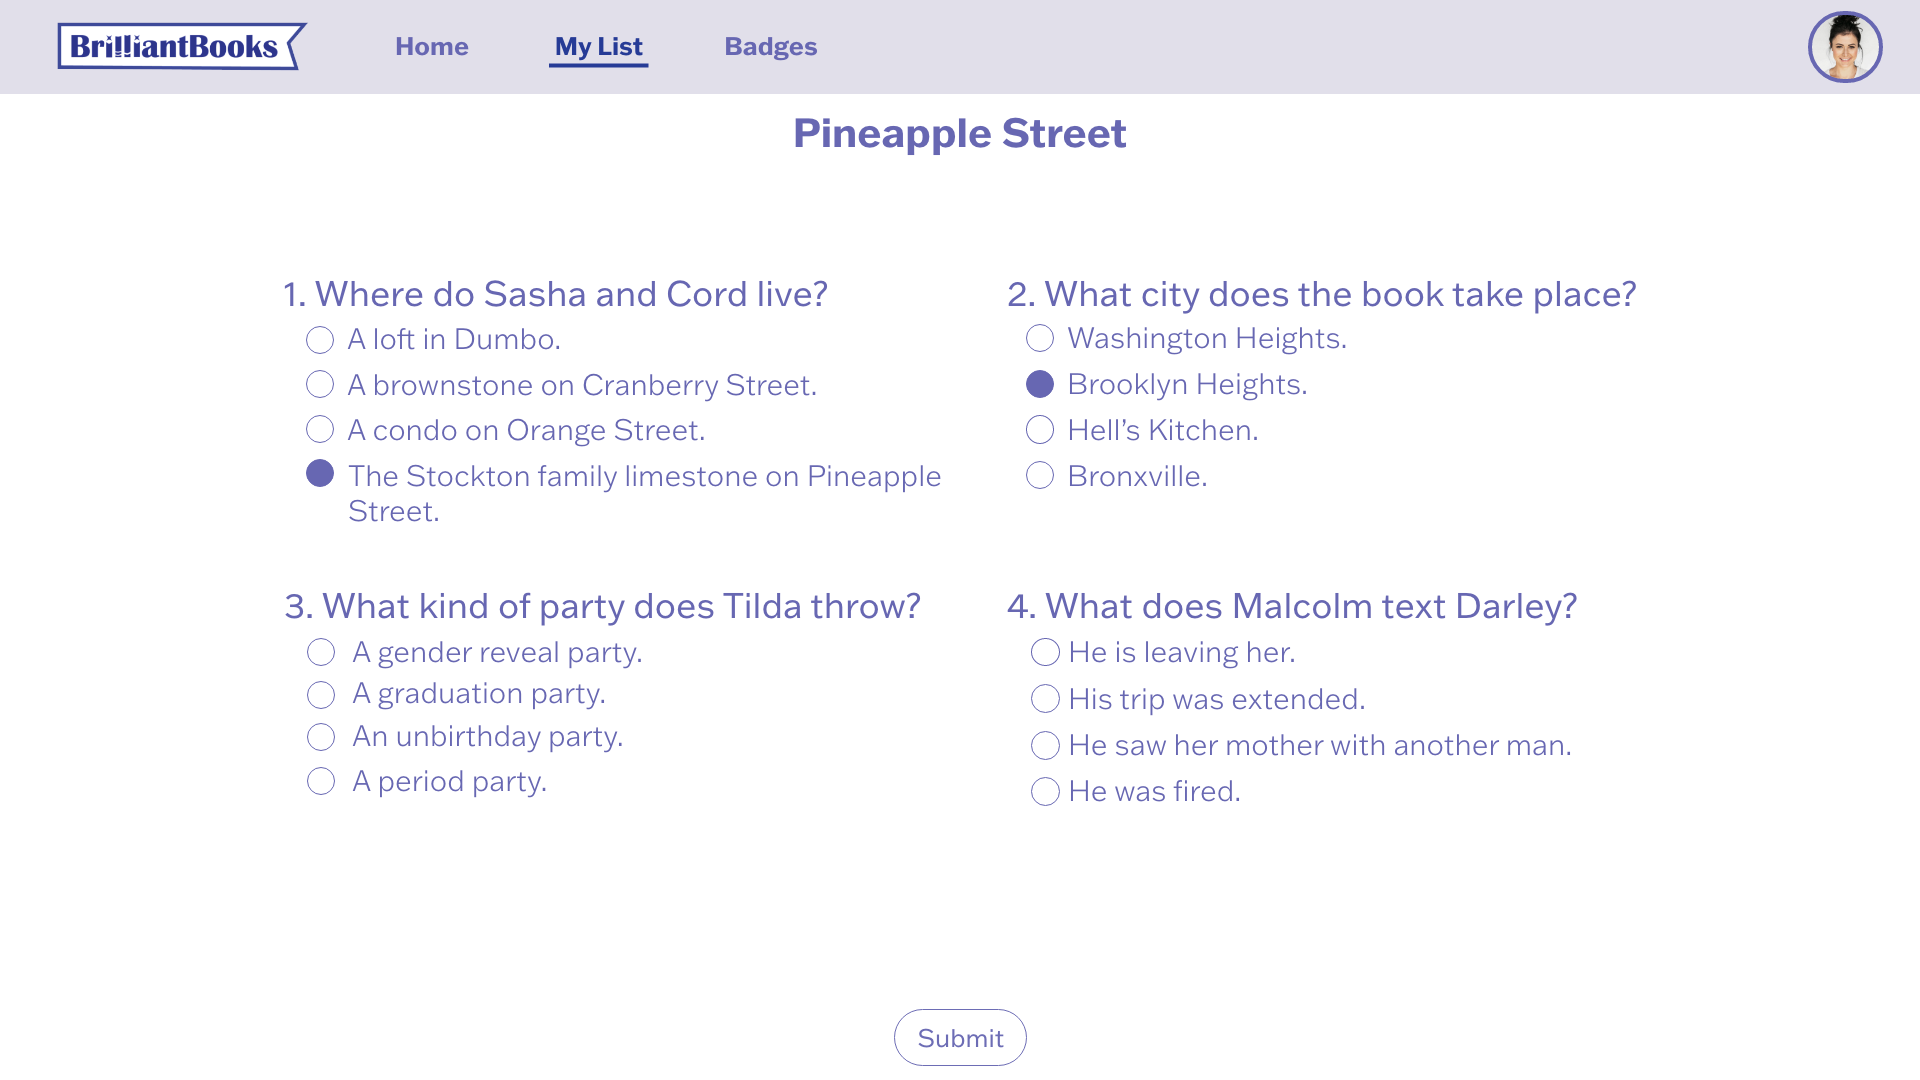 BrilliantBooks
Home
My List
Badges
Pineapple Street
1. Where do Sasha and Cord live?
A loft in Dumbo.
A brownstone on Cranberry Street.
A condo on Orange Street.
The Stockton family limestone on Pineapple
Street.
2. What city does the book take place?
Washington Heights.
Brooklyn Heights.
Hell’s Kitchen.
Bronxville.
3. What kind of party does Tilda throw?
A gender reveal party.
A graduation party.
An unbirthday party.
A period party.
4. What does Malcolm text Darley?
He is leaving her.
His trip was extended.
He saw her mother with another man.
He was fired.
Submit